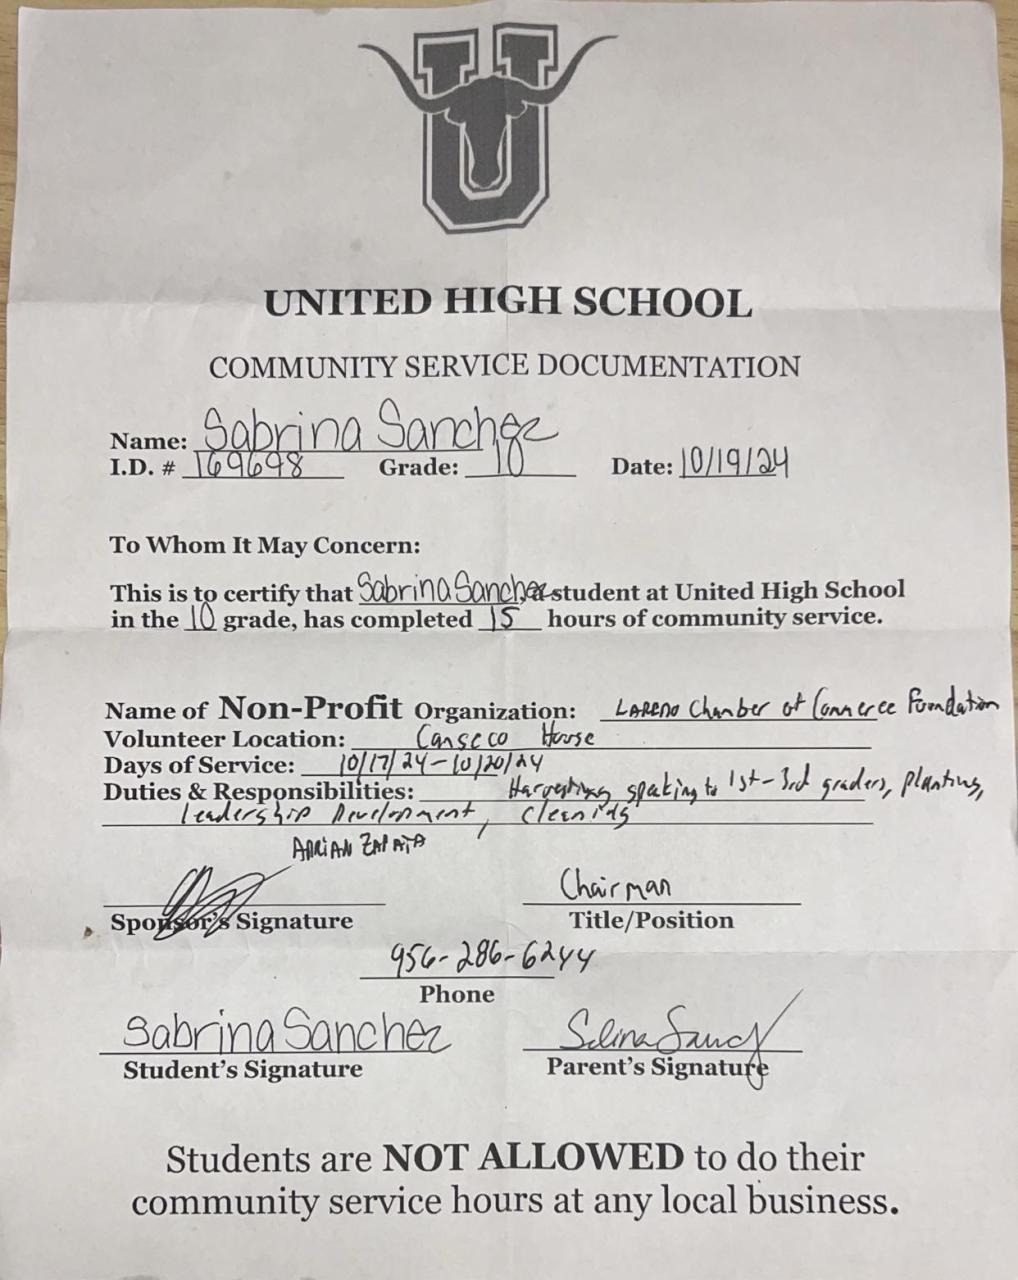 U
UNITED HIGH SCHOOL
COMMUNITY SERVICE DOCUMENTATION
Name: Sabrina Sanchez
I.D. # 169698 Grade: 10 Date: 10/19/24
To Whom It May Concern:
This is to certify that Sabrina Sanchez student at United High School
in the 10 grade, has completed 15 hours of community service.
Name of Non-Profit Organization: LAREDO Chamber of Commerce Foundation
Volunteer Location: Canseco House
Days of Service: 10/17/24-10/20/24
Duties & Responsibilities: Harvesting, speaking to 1st-3rd graders, planting,
leadership Development, cleaning
ADRIAN ZAPATA
Chairman
Sponsor's Signature Title/Position
956-286-6244
Phone
Sabrina Sanchez Selina
Student's Signature Parent's Signature
Students are NOT ALLOWED to do their
community service hours at any local business.